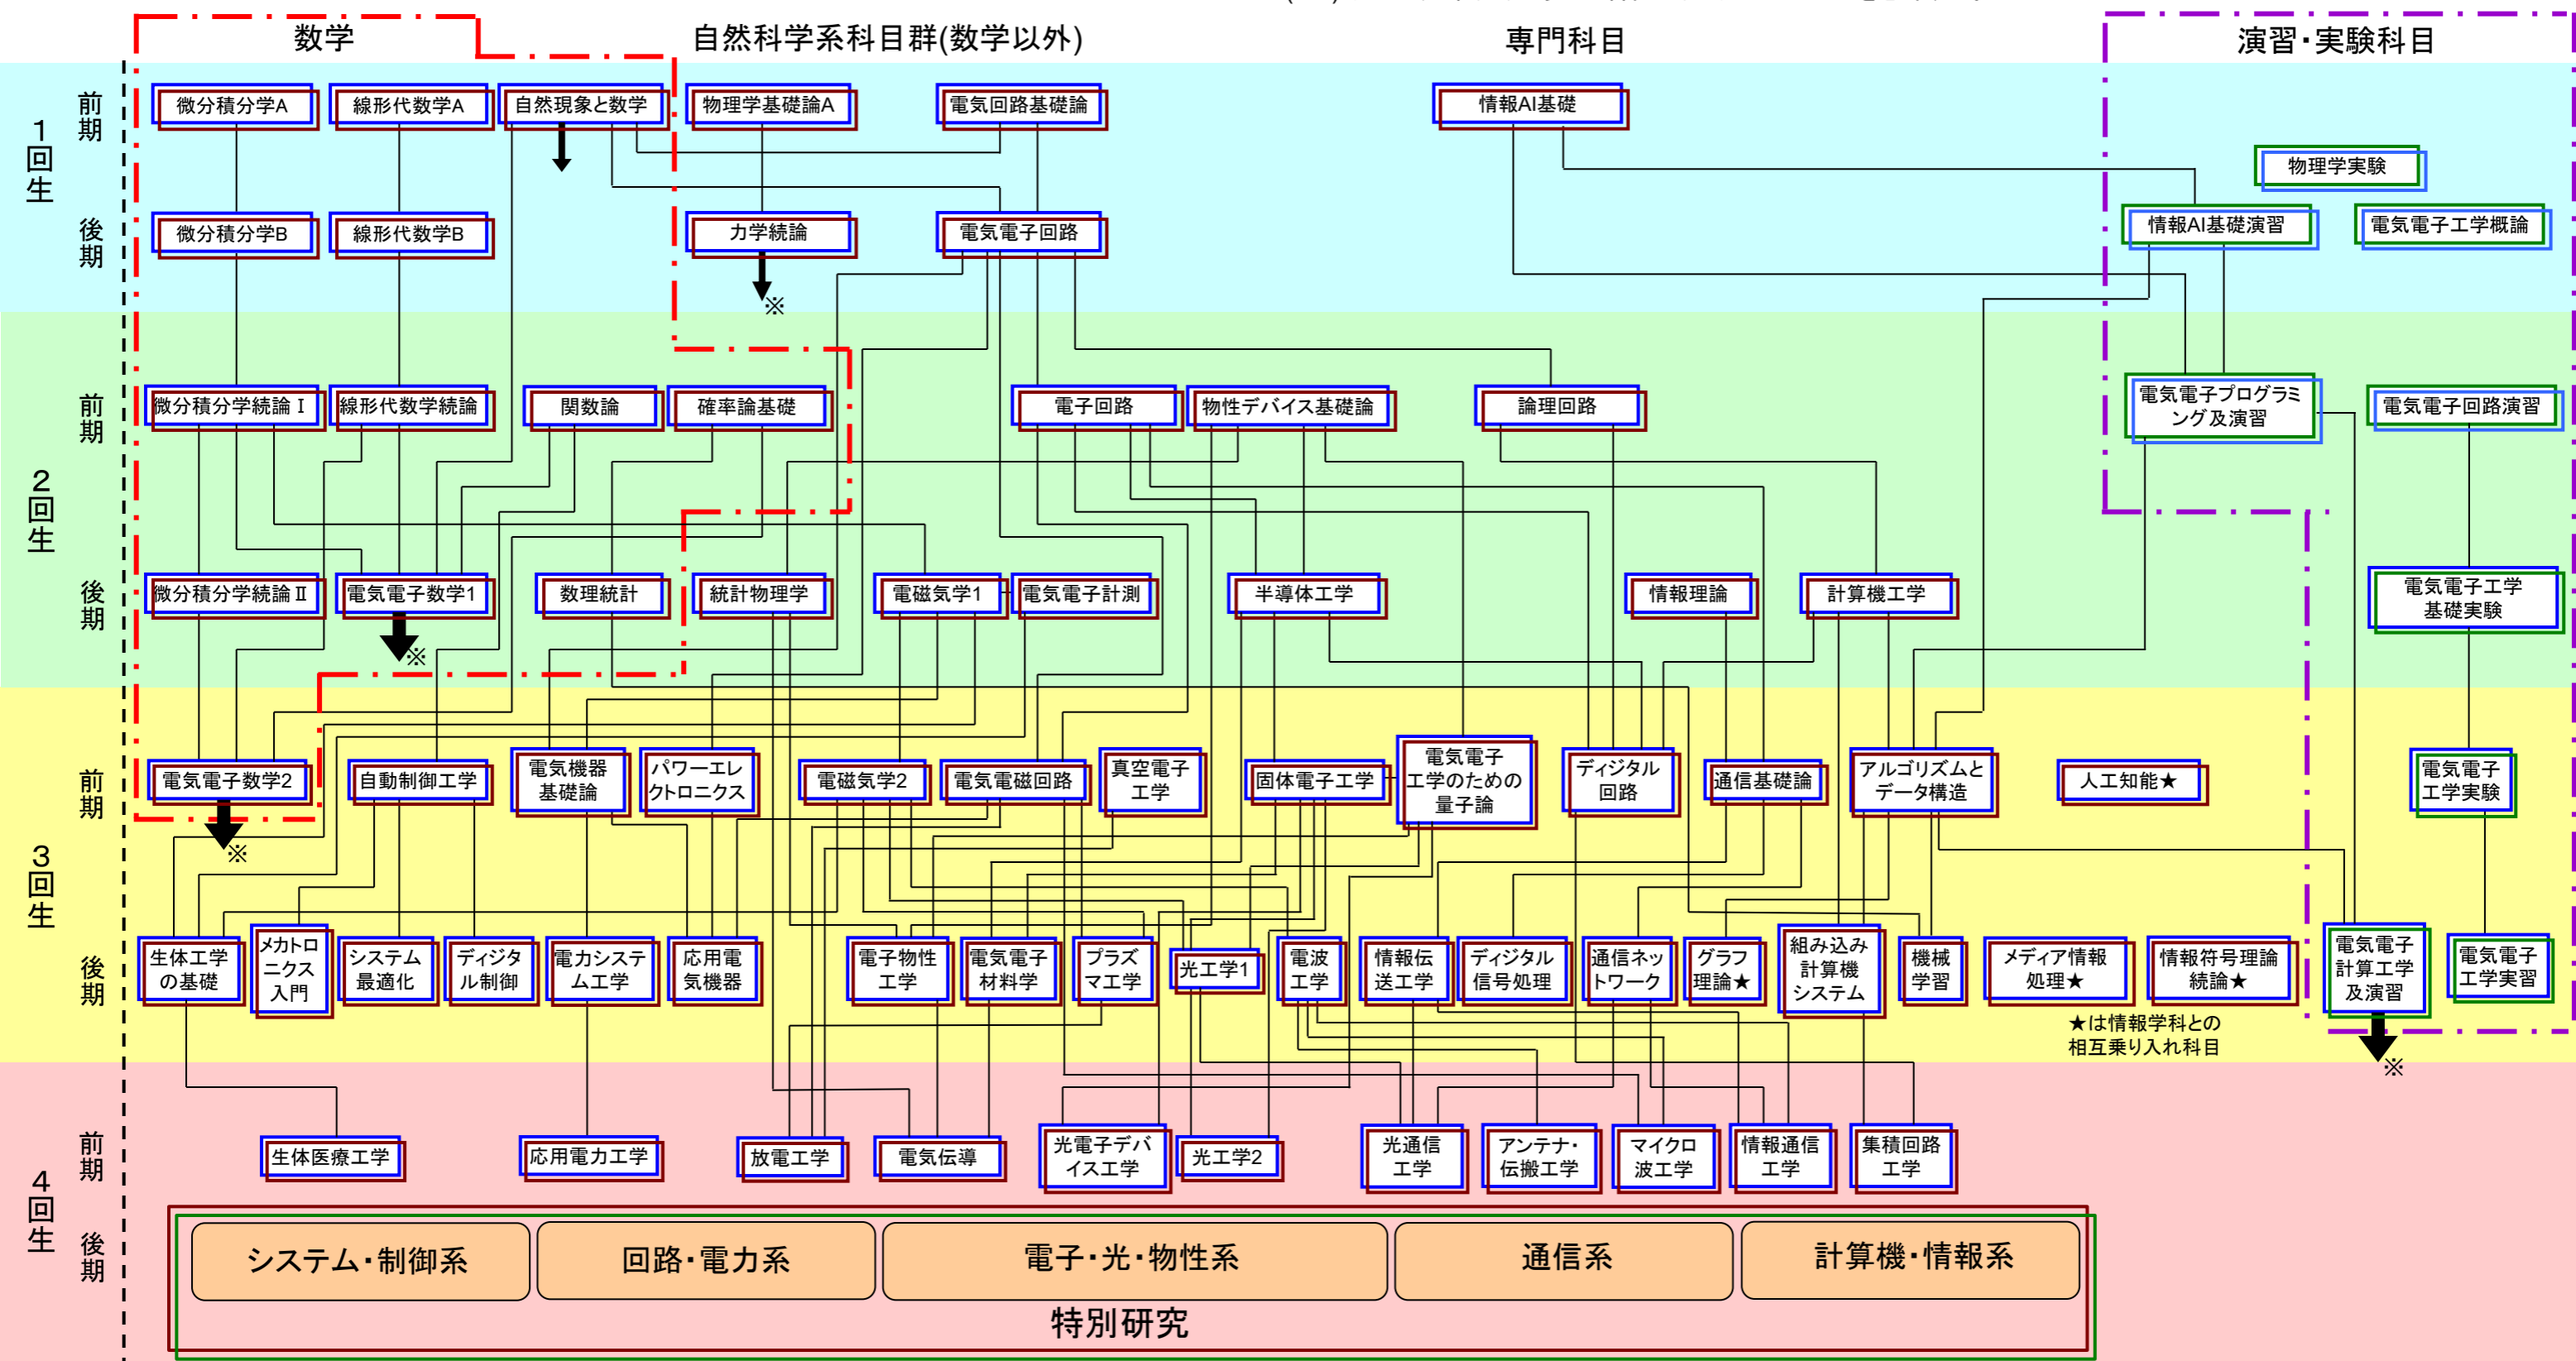 数学
自然科学系科目群(数学以外)
専門科目
演習・実験科目
1回生
前期
微分積分学A
線形代数学A
自然現象と数学
物理学基礎論A
電気回路基礎論
情報AI基礎
物理学実験
後期
微分積分学B
線形代数学B
力学続論
電気電子回路
情報AI基礎演習
電気電子工学概論
※
2回生
前期
微分積分学続論Ⅰ
線形代数学続論
関数論
確率論基礎
電子回路
物性デバイス基礎論
論理回路
電気電子プログラミ
ング及演習
電気電子回路演習
後期
微分積分学続論Ⅱ
電気電子数学1
数理統計
統計物理学
電磁気学1
電気電子計測
半導体工学
情報理論
計算機工学
電気電子工学
基礎実験
※
3回生
前期
電気電子数学2
自動制御工学
電気機器
基礎論
パワーエレ
クトロニクス
電磁気学2
電気電磁回路
真空電子
工学
固体電子工学
電気電子
工学のための
量子論
ディジタル
回路
通信基礎論
アルゴリズムと
データ構造
人工知能★
電気電子
工学実験
※
後期
生体工学
の基礎
メカトロ
ニクス
入門
システム
最適化
ディジタ
ル制御
電力システ
ム工学
応用電
気機器
電子物性
工学
電気電子
材料学
プラズ
マ工学
光工学1
電波
工学
情報伝
送工学
ディジタル
信号処理
通信ネッ
トワーク
グラフ
理論★
組み込み
計算機
システム
機械
学習
メディア情報
処理★
情報符号理論
続論★
電気電子
計算工学
及演習
電気電子
工学実習
★は情報学科との
相互乗り入れ科目
※
4回生
前期
生体医療工学
応用電力工学
放電工学
電気伝導
光電子デバ
イス工学
光工学2
光通信
工学
アンテナ・
伝搬工学
マイクロ
波工学
情報通信
工学
集積回路
工学
後期
システム・制御系
回路・電力系
電子・光・物性系
通信系
計算機・情報系
特別研究